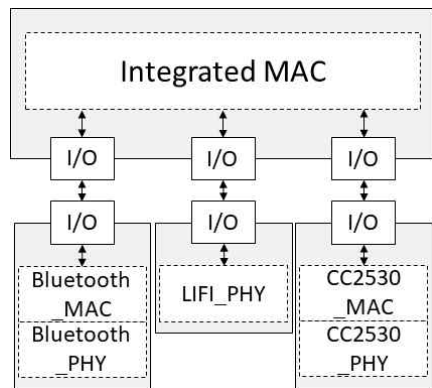 Integrated MAC
I/O I/O I/O
I/O I/O I/O
Bluetooth
_MAC
Bluetooth
_PHY
LIFI_PHY
CC2530
_MAC
CC2530
_PHY